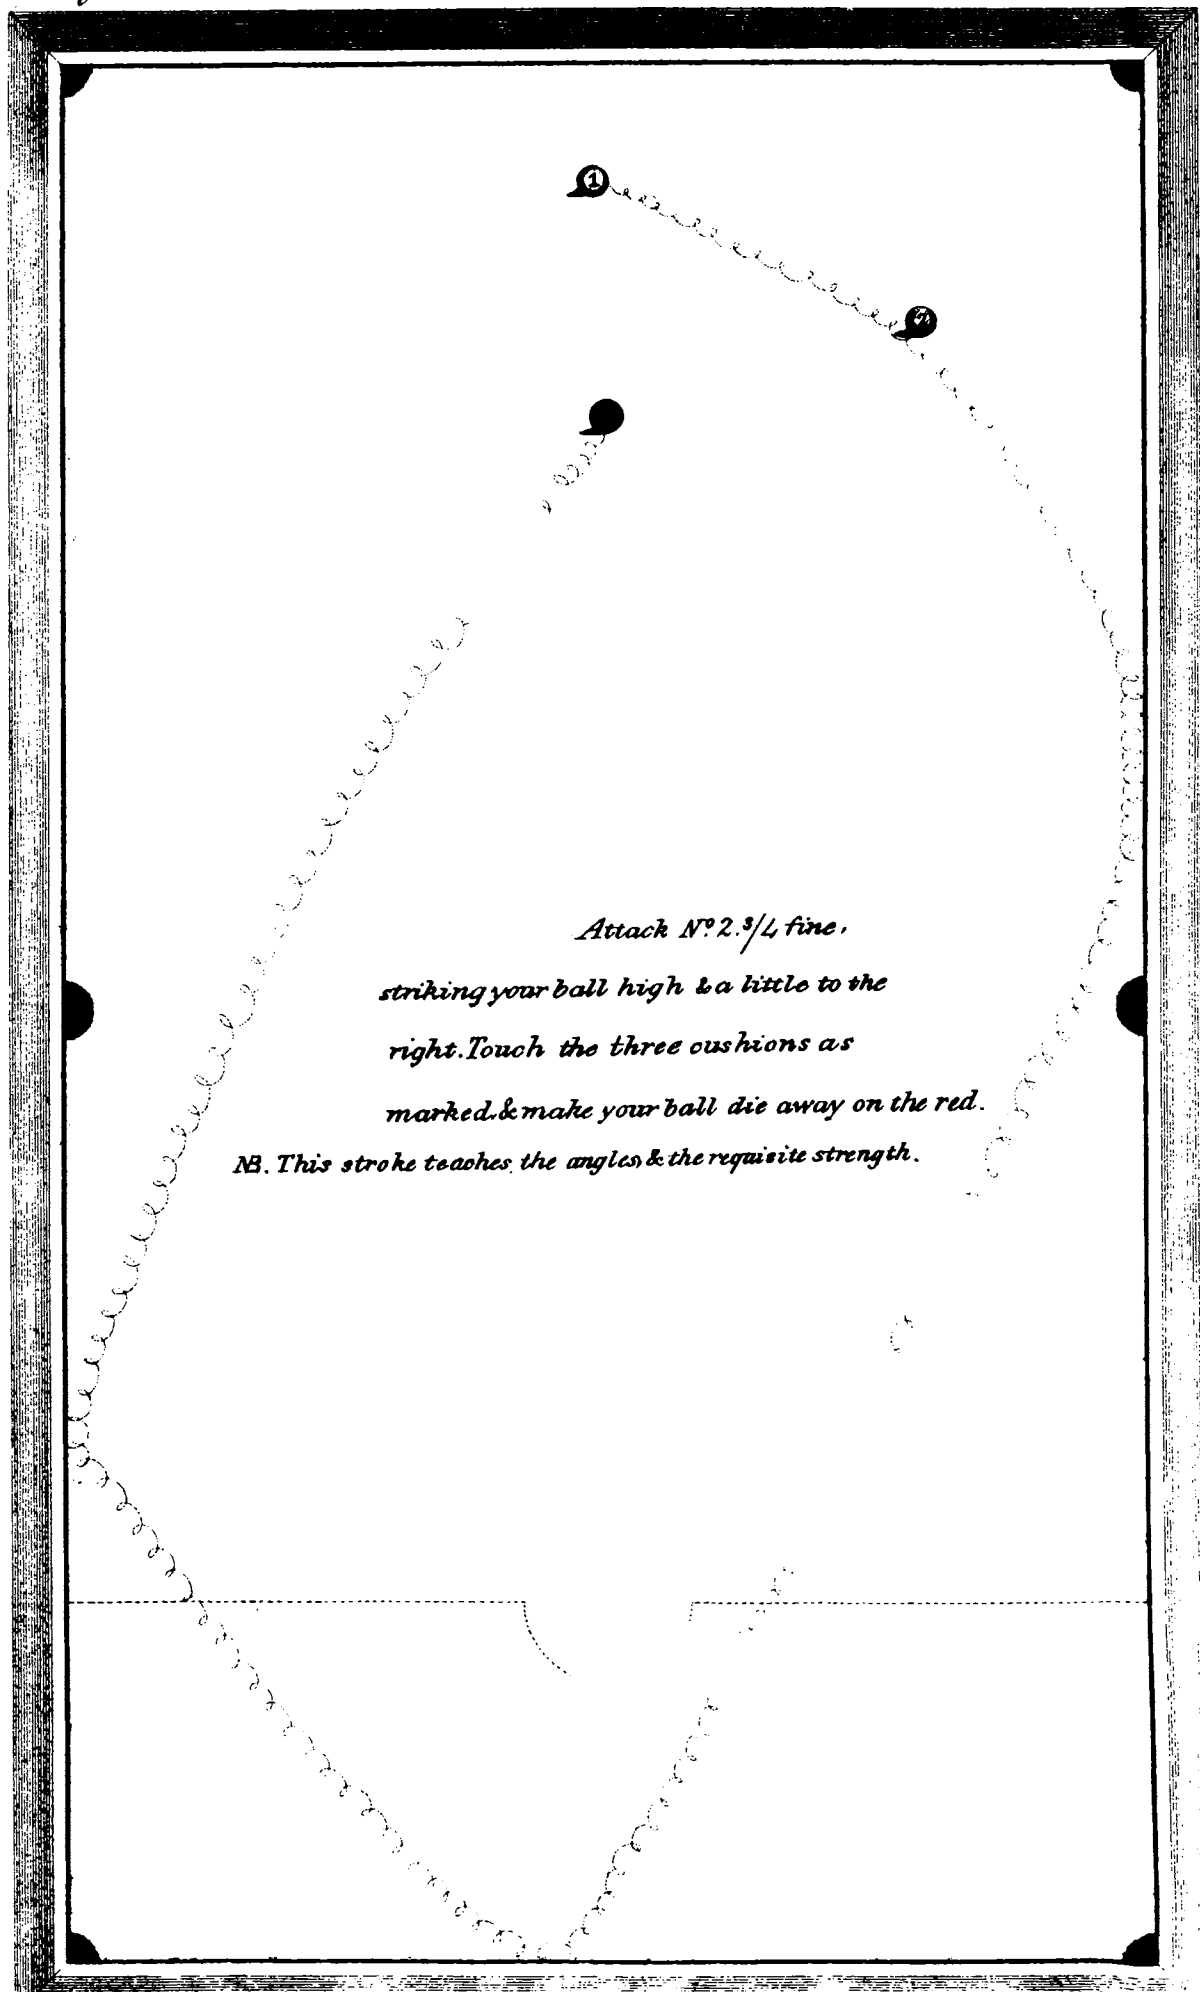 1
Attack Nº 2. 3/4 fine,
striking your ball high & a little to the
right. Touch the three cushions as
marked, & make your ball die away on the red.
NB. This stroke teaches the angles, & the requisite strength.